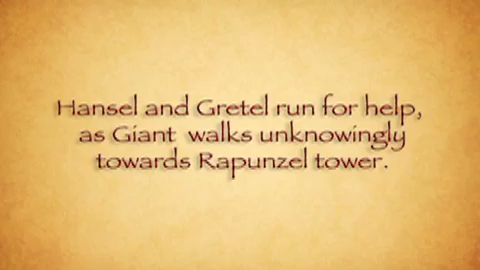 Hansel and Gretel run for help,
as Giant walks unknowingly
towards Rapunzel tower.